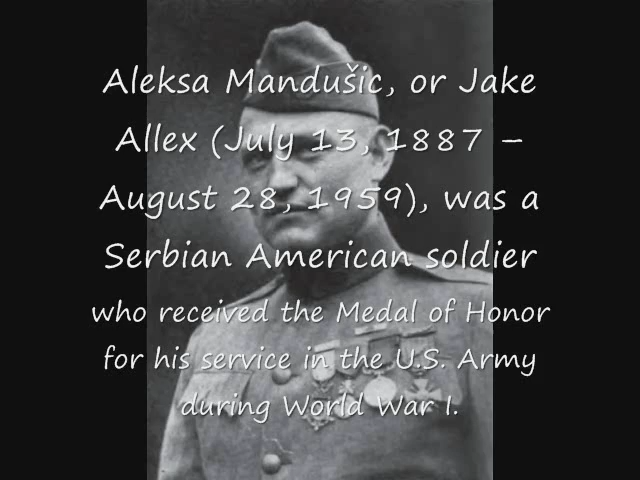 Aleksa Mandušic, or Jake
Allex (July 13, 1887 –
August 28, 1959), was a
Serbian American soldier
who received the Medal of Honor
for his service in the U.S. Army
during World War I.